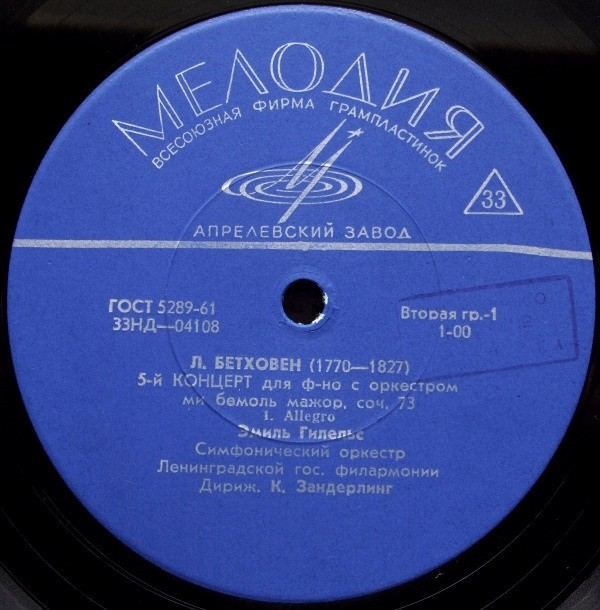 МЕЛОДИЯ
ВСЕСОЮЗНАЯ ФИРМА ГРАМПЛАСТИНОК
33
АПРЕЛЕВСКИЙ ЗАВОД
ГОСТ 5289-61
33НД—04108
Вторая гр.-1
1-00
Л. БЕТХОВЕН (1770—1827)
5-й КОНЦЕРТ для ф-но с оркестром
ми бемоль мажор, соч. 73
1. Allegro
Эмиль Гилельс
Симфонический оркестр
Ленинградской гос. филармонии
Дириж. К. Зандерлинг